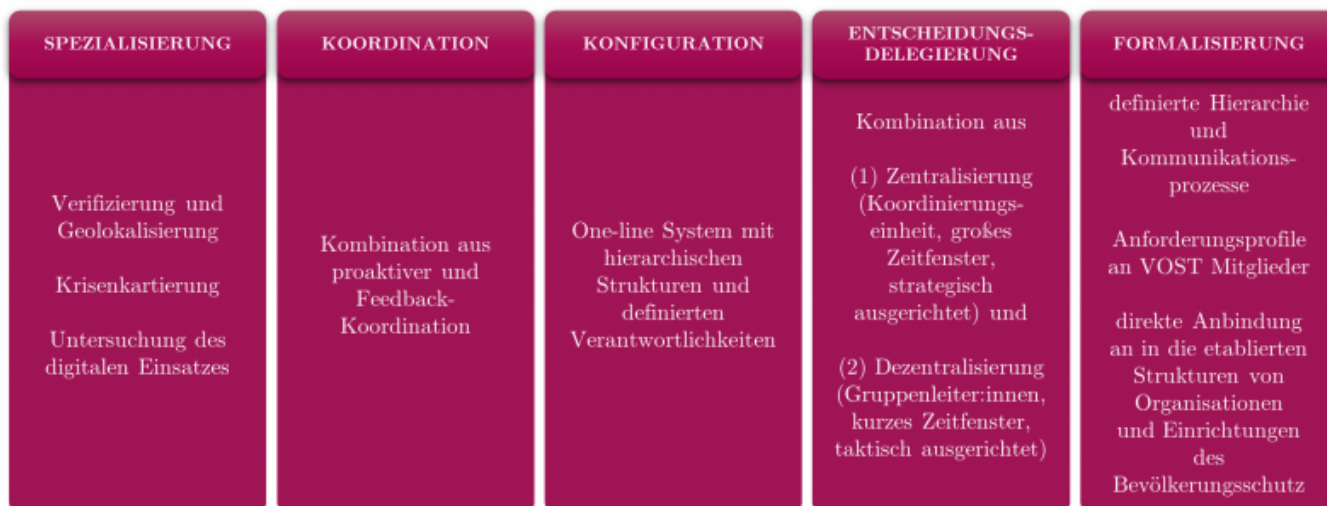 SPEZIALISIERUNG
Verifizierung und
Geolokalisierung
Krisenkartierung
Untersuchung des
digitalen Einsatzes
KOORDINATION
Kombination aus
proaktiver und
Feedback-
Koordination
KONFIGURATION
One-line System mit
hierarchischen
Strukturen und
definierten
Verantwortlichkeiten
ENTSCHEIDUNGS-
DELEGIERUNG
Kombination aus
(1) Zentralisierung
(Koordinierungs-
einheit, großes
Zeitfenster,
strategisch
ausgerichtet) und
(2) Dezentralisierung
(Gruppenleiter:innen,
kurzes Zeitfenster,
taktisch ausgerichtet)
FORMALISIERUNG
definierte Hierarchie
und
Kommunikations-
prozesse
Anforderungsprofile
an VOST Mitglieder
direkte Anbindung
an in die etablierten
Strukturen von
Organisationen
und Einrichtungen
des
Bevölkerungsschutz